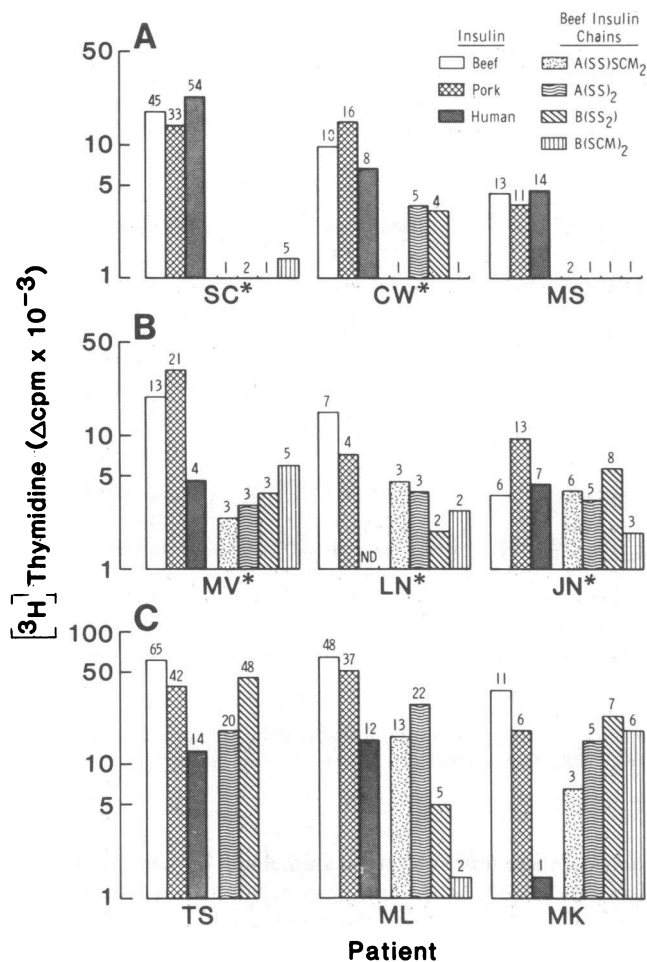 A
50
10
5
1
Insulin
Beef
Pork
Human
Beef Insulin
Chains
A(SS)SCM₂
A(SS)₂
B(SS₂)
B(SCM)₂
45 33 54 1 2 1 5
10 16 8 1 5 4 1
13 11 14 2 1 1 1
SC* CW* MS
B
50
10
5
1
13 21 4 3 3 3 5
7 4 ND 3 3 2 2
6 13 7 6 5 8 3
MV* LN* JN*
C
100
50
10
5
1
65 42 14 20 48
48 37 12 13 22 5 2
11 6 1 3 5 7 6
TS ML MK
[³H] Thymidine (Δcpm x 10⁻³)
Patient